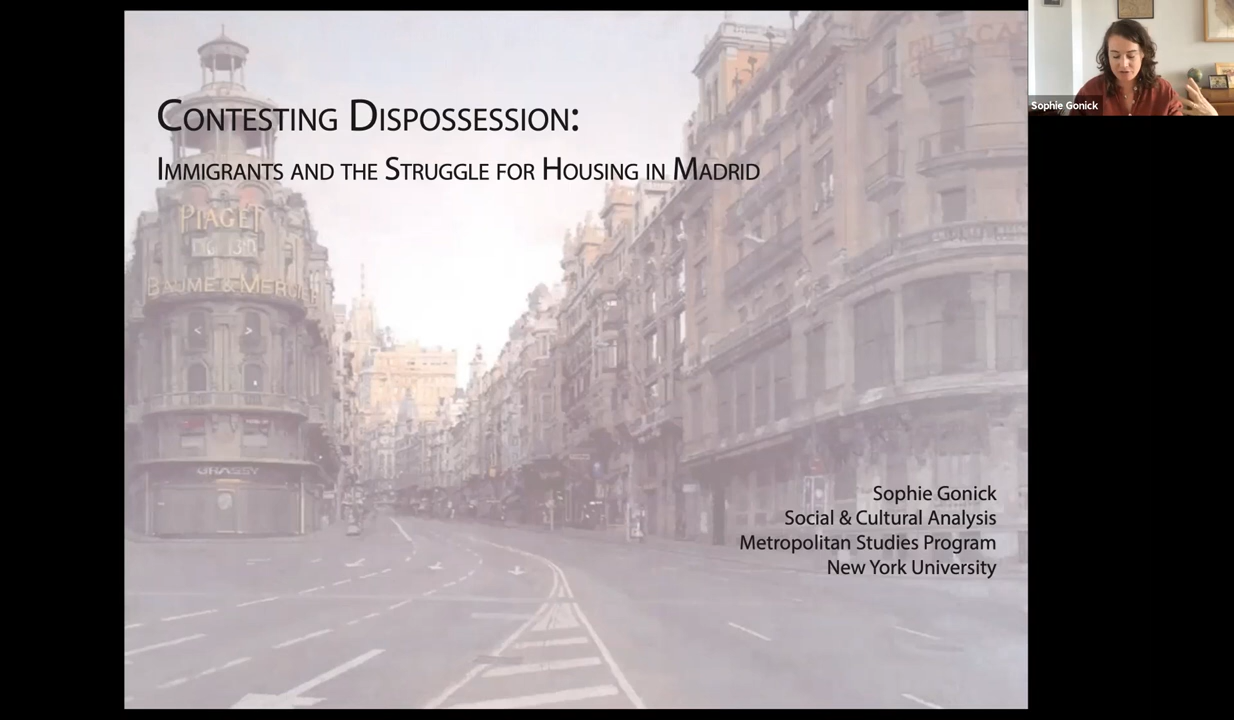 Contesting Dispossession:
Immigrants and the Struggle for Housing in Madrid
PIAGET
BAUME & MERCIER
GRASSY
Sophie Gonick
Social & Cultural Analysis
Metropolitan Studies Program
New York University
Sophie Gonick